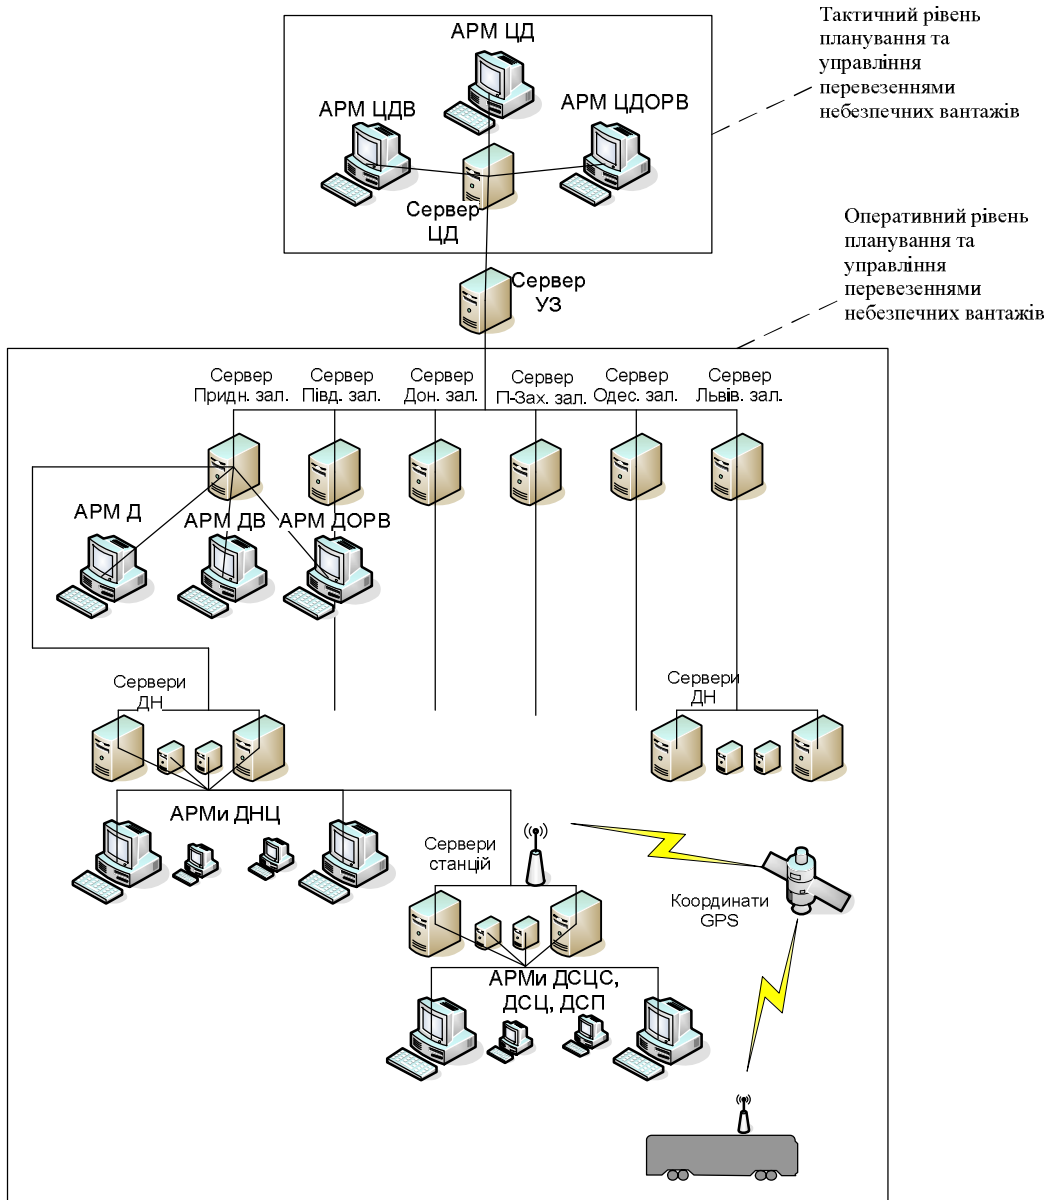 Тактичний рівень
планування та
управління
перевезеннями
небезпечних вантажів
АРМ ЦД
АРМ ЦДВ
АРМ ЦДОРВ
Сервер
ЦД
Оперативний рівень
планування та
управління
перевезеннями
небезпечних вантажів
Сервер
УЗ
Сервер
Придн. зал.
Сервер
Півд. зал.
Сервер
Дон. зал.
Сервер
П-Зах. зал.
Сервер
Одес. зал.
Сервер
Львів. зал.
АРМ Д
АРМ ДВ
АРМ ДОРВ
Сервери
ДН
Сервери
ДН
АРМи ДНЦ
Сервери
станцій
Координати
GPS
АРМи ДСЦС,
ДСЦ, ДСП